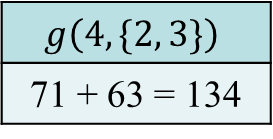 g(4,{2,3})
71 + 63 = 134